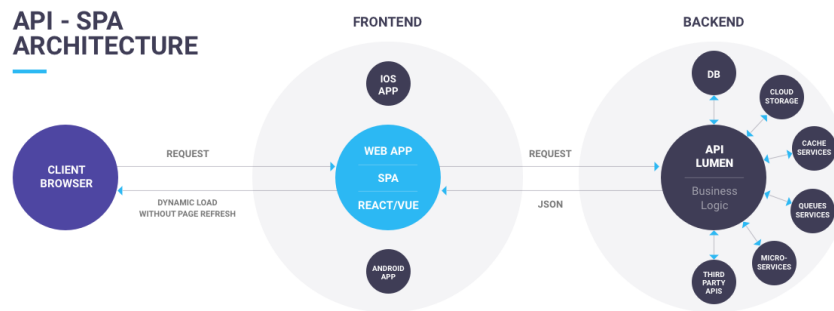 API - SPA
ARCHITECTURE
FRONTEND
BACKEND
IOS
APP
DB
CLOUD
STORAGE
CLIENT
BROWSER
REQUEST
DYNAMIC LOAD
WITHOUT PAGE REFRESH
WEB APP
SPA
REACT/VUE
REQUEST
JSON
API
LUMEN
Business
Logic
CACHE
SERVICES
QUEUES
SERVICES
MICRO-
SERVICES
THIRD
PARTY
APIS
ANDROID
APP